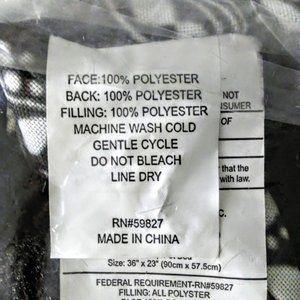 FACE:100% POLYESTER
BACK: 100% POLYESTER
FILLING: 100% POLYESTER
MACHINE WASH COLD
GENTLE CYCLE
DO NOT BLEACH
LINE DRY
RN#59827
MADE IN CHINA
NOT
OF
that the
with law.
C.
Size: 36" x 23" (90cm x 57.5cm)
FEDERAL REQUIREMENT-RN#59827
FILLING: ALL POLYESTER